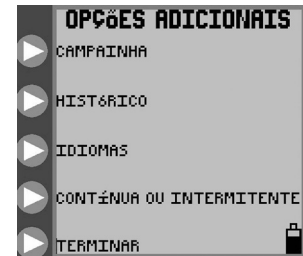 OPÇõES ADICIONAIS
CAMPAINHA
HISTóRICO
IDIOMAS
CONTíNUA OU INTERMITENTE
TERMINAR